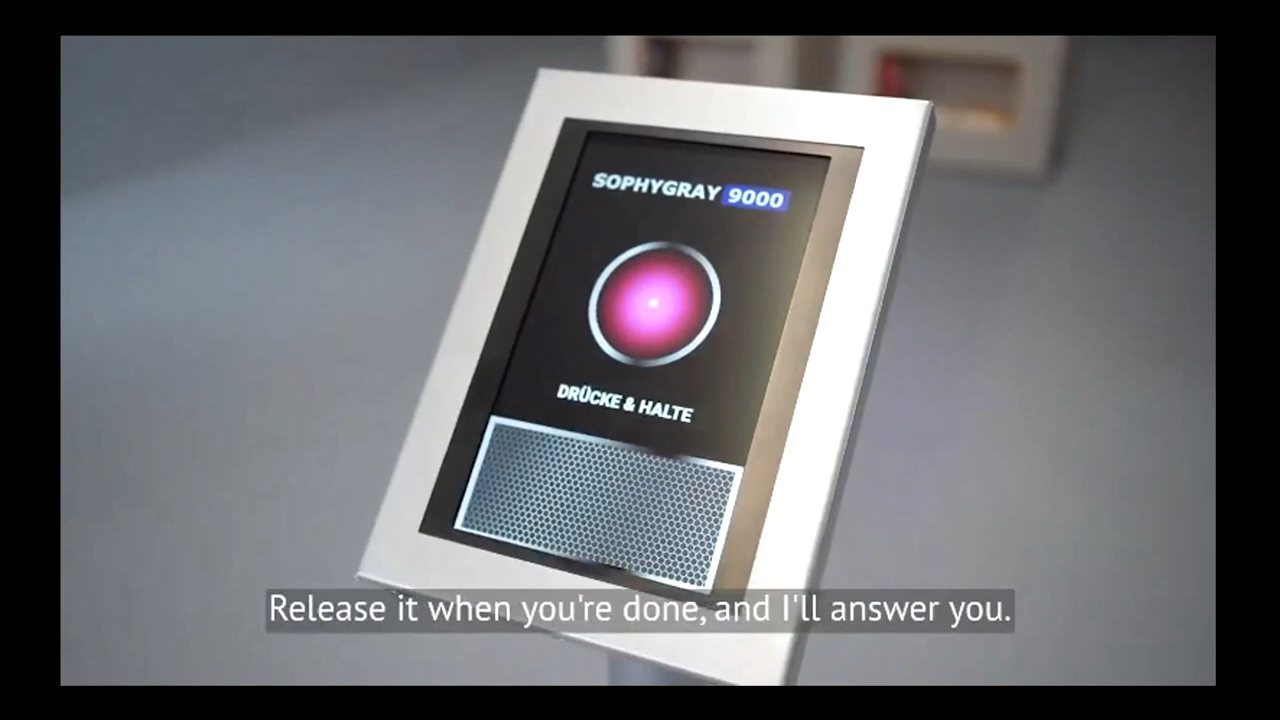 SOPHYGRAY 9000
DRÜCKE & HALTE
Release it when you're done, and I'll answer you.